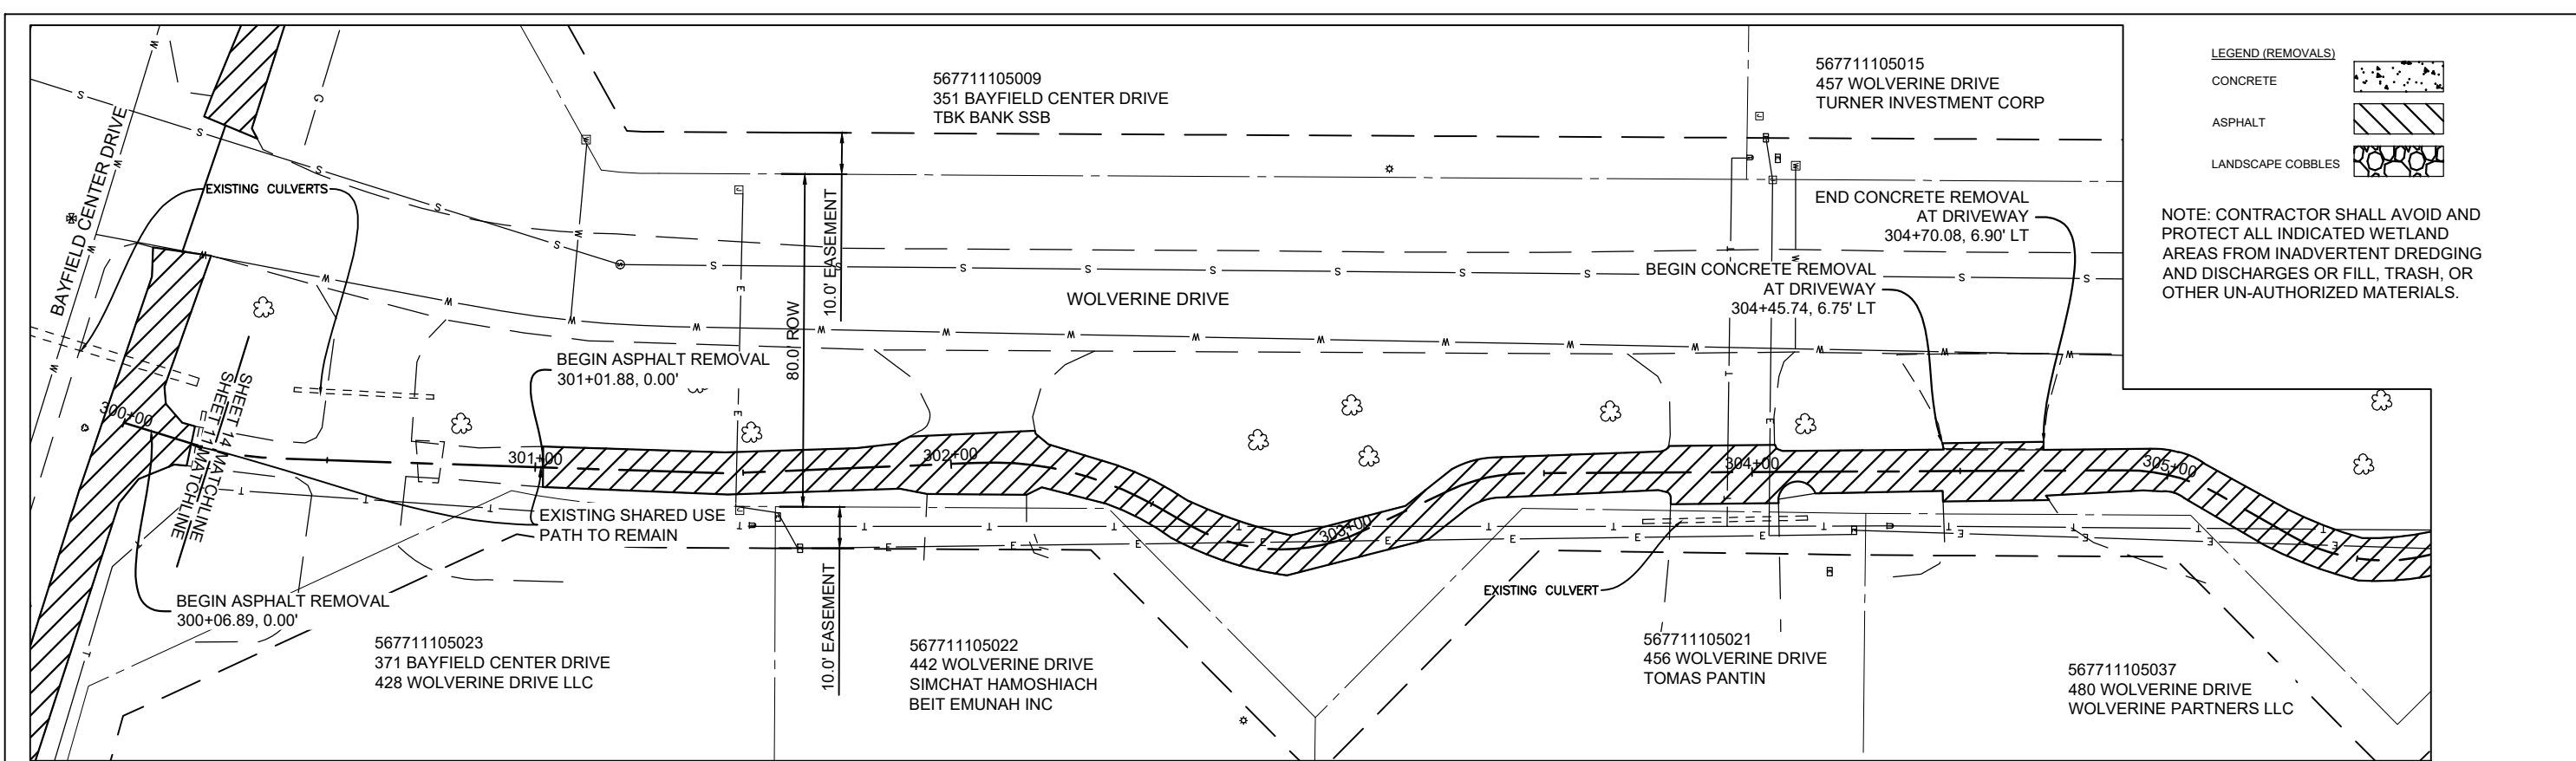 567711105009
351 BAYFIELD CENTER DRIVE
TBK BANK SSB
567711105015
457 WOLVERINE DRIVE
TURNER INVESTMENT CORP
LEGEND (REMOVALS)
CONCRETE
ASPHALT
LANDSCAPE COBBLES
NOTE: CONTRACTOR SHALL AVOID AND
PROTECT ALL INDICATED WETLAND
AREAS FROM INADVERTENT DREDGING
AND DISCHARGES OR FILL, TRASH, OR
OTHER UN-AUTHORIZED MATERIALS.
BAYFIELD CENTER DRIVE
EXISTING CULVERTS
10.0' EASEMENT
80.0' ROW
END CONCRETE REMOVAL
AT DRIVEWAY
304+70.08, 6.90' LT
BEGIN CONCRETE REMOVAL
AT DRIVEWAY
304+45.74, 6.75' LT
WOLVERINE DRIVE
BEGIN ASPHALT REMOVAL
301+01.88, 0.00'
SHEET 14
SHEET 11
MATCHLINE
MATCHLINE
300+00
301+00
302+00
303+00
304+00
305+00
EXISTING SHARED USE
PATH TO REMAIN
BEGIN ASPHALT REMOVAL
300+06.89, 0.00'
10.0' EASEMENT
EXISTING CULVERT
567711105023
371 BAYFIELD CENTER DRIVE
428 WOLVERINE DRIVE LLC
567711105022
442 WOLVERINE DRIVE
SIMCHAT HAMOSHIACH
BEIT EMUNAH INC
567711105021
456 WOLVERINE DRIVE
TOMAS PANTIN
567711105037
480 WOLVERINE DRIVE
WOLVERINE PARTNERS LLC